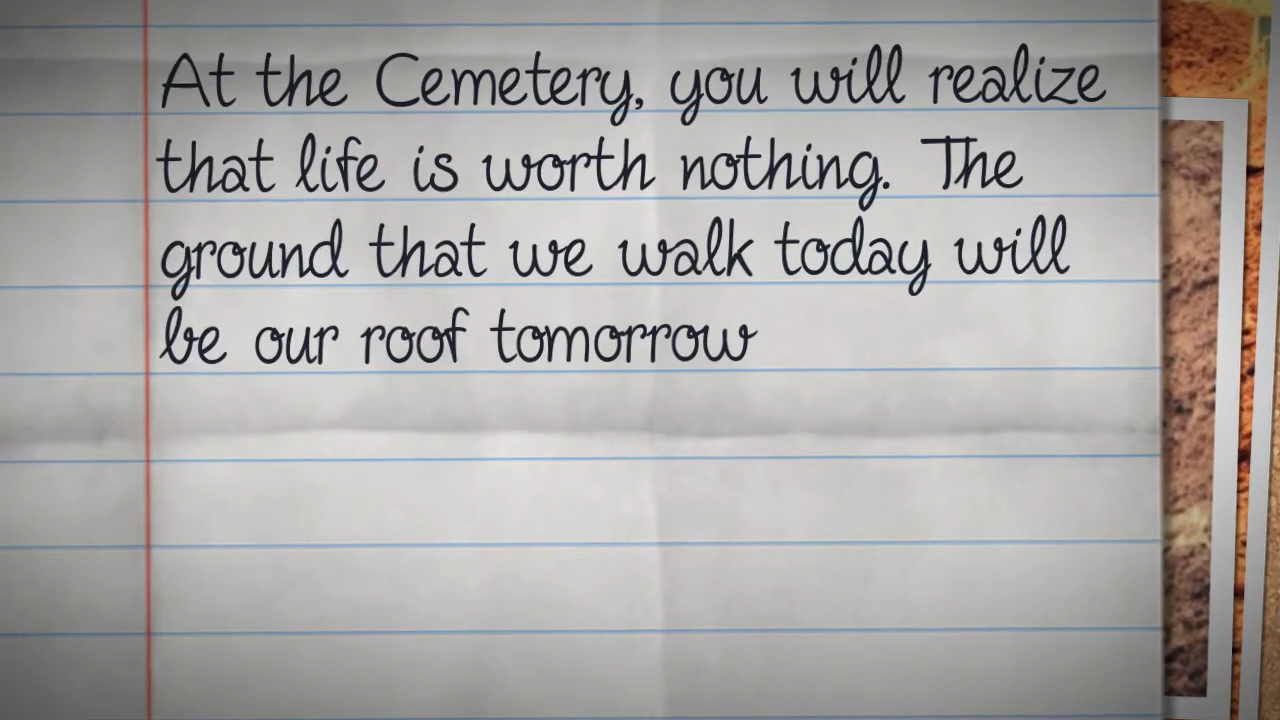 At the Cemetery, you will realize
that life is worth nothing. The
ground that we walk today will
be our roof tomorrow